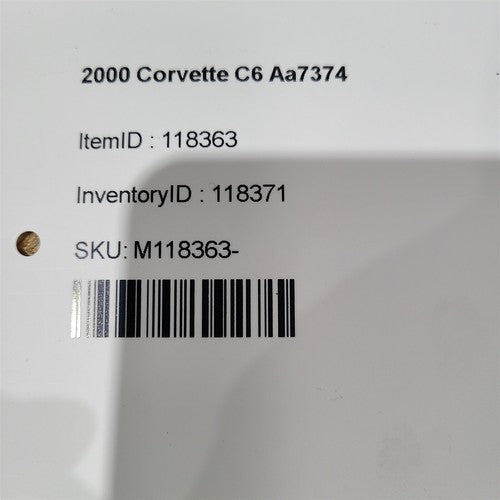 2000 Corvette C6 Aa7374
ItemID : 118363
InventoryID : 118371
SKU: M118363-